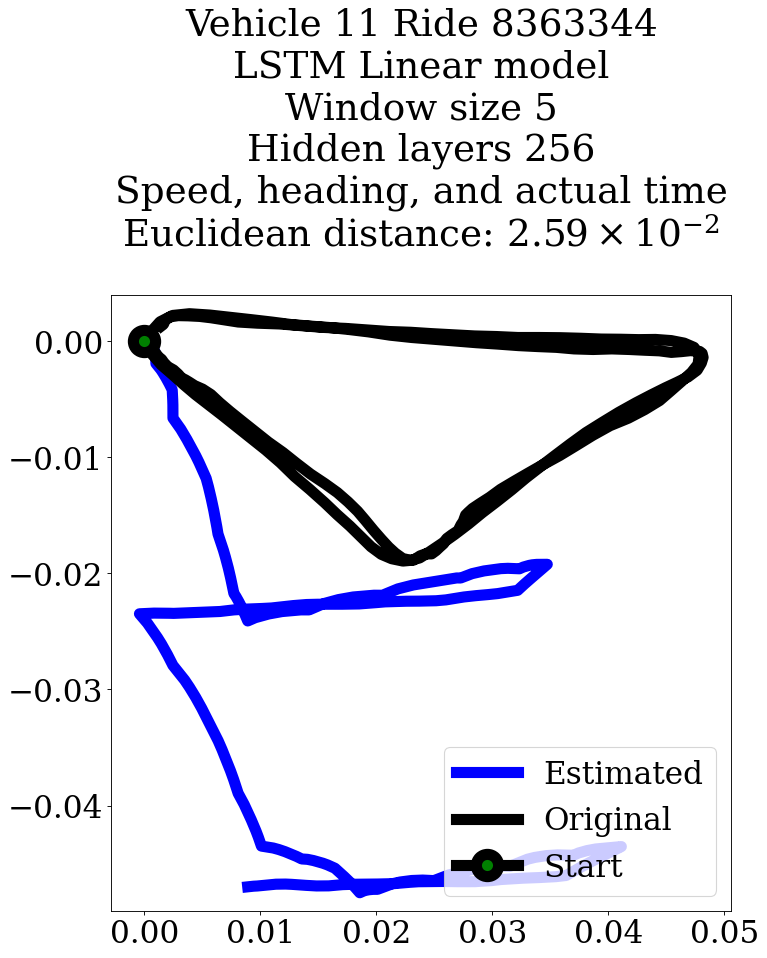 Vehicle 11 Ride 8363344
LSTM Linear model
Window size 5
Hidden layers 256
Speed, heading, and actual time
Euclidean distance: 2.59 × 10⁻²
0.00
−0.01
−0.02
−0.03
−0.04
Estimated
Original
Start
0.00 0.01 0.02 0.03 0.04 0.05